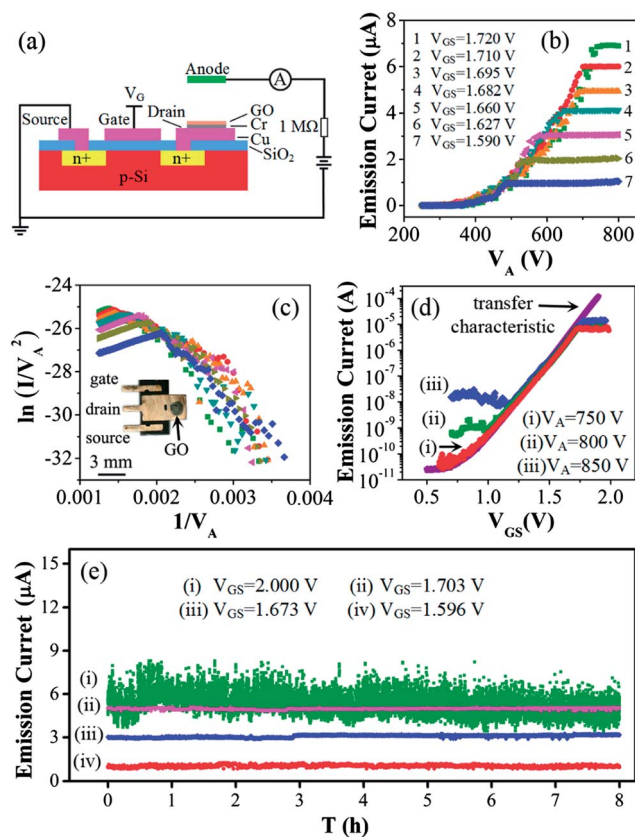 (a)
Anode
A
GO
Cr
Cu
SiO₂
1 MΩ
Source
Gate
V_G
Drain
n+
n+
p-Si
(b)
1 V_GS=1.720 V
2 V_GS=1.710 V
3 V_GS=1.695 V
4 V_GS=1.682 V
5 V_GS=1.660 V
6 V_GS=1.627 V
7 V_GS=1.590 V
1
2
3
4
5
6
7
Emission Curret (μA)
8
6
4
2
0
200 400 600 800
V_A (V)
(c)
ln (I/V_A²)
-24
-26
-28
-30
-32
gate
drain
source
GO
3 mm
0.001 0.002 0.003 0.004
1/V_A
(d)
transfer
characteristic
Emission Curret (A)
10⁻⁴
10⁻⁵
10⁻⁶
10⁻⁷
10⁻⁸
10⁻⁹
10⁻¹⁰
10⁻¹¹
(iii)
(ii)
(i)
(i)V_A=750 V
(ii)V_A=800 V
(iii)V_A=850 V
0.5 1.0 1.5 2.0
V_GS(V)
(e)
(i) V_GS=2.000 V (ii) V_GS=1.703 V
(iii) V_GS=1.673 V (iv) V_GS=1.596 V
Emission Curret (μA)
15
12
9
6
3
0
(i)
(ii)
(iii)
(iv)
0 1 2 3 4 5 6 7 8
T (h)